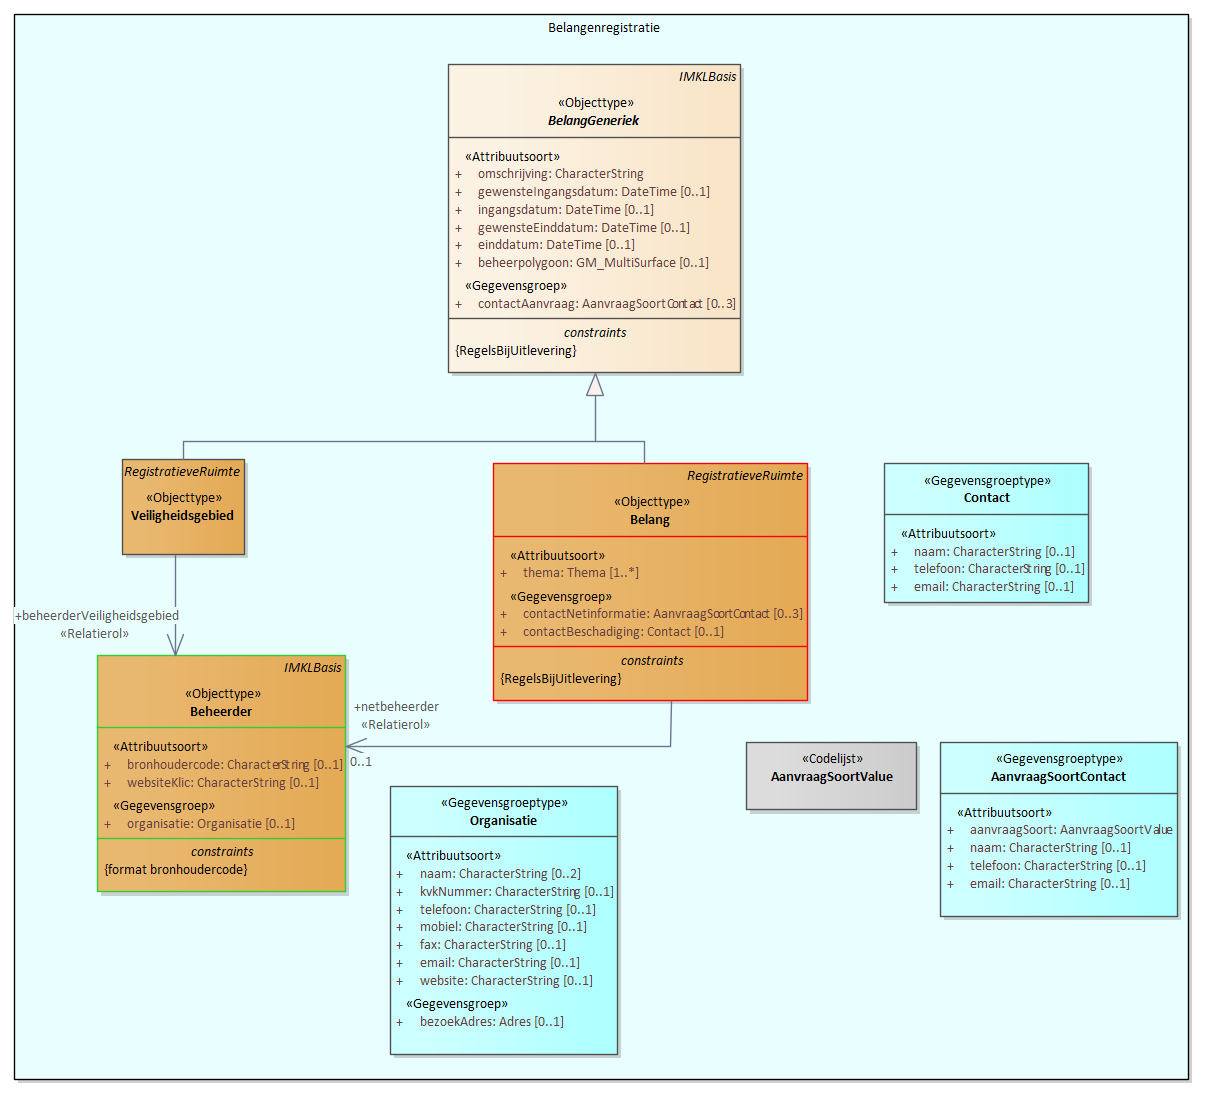 Belangenregistratie
IMKLBasis
«Objecttype»
BelangGeneriek
«Attribuutsoort»
+ omschrijving: CharacterString
+ gewensteIngangsdatum: DateTime [0..1]
+ ingangsdatum: DateTime [0..1]
+ gewensteEinddatum: DateTime [0..1]
+ einddatum: DateTime [0..1]
+ beheerpolygoon: GM_MultiSurface [0..1]
«Gegevensgroep»
+ contactAanvraag: AanvraagSoortContact [0..3]
constraints
{RegelsBijUitlevering}
RegistratieveRuimte
«Objecttype»
Veiligheidsgebied
RegistratieveRuimte
«Objecttype»
Belang
«Attribuutsoort»
+ thema: Thema [1..*]
«Gegevensgroep»
+ contactNetinformatie: AanvraagSoortContact [0..3]
+ contactBeschadiging: Contact [0..1]
constraints
{RegelsBijUitlevering}
«Gegevensgroeptype»
Contact
«Attribuutsoort»
+ naam: CharacterString [0..1]
+ telefoon: CharacterString [0..1]
+ email: CharacterString [0..1]
+beheerderVeiligheidsgebied
«Relatierol»
IMKLBasis
«Objecttype»
Beheerder
«Attribuutsoort»
+ bronhoudercode: CharacterString [0..1]
+ websiteKlic: CharacterString [0..1]
«Gegevensgroep»
+ organisatie: Organisatie [0..1]
constraints
{format bronhoudercode}
+netbeheerder
«Relatierol»
0..1
«Gegevensgroeptype»
Organisatie
«Attribuutsoort»
+ naam: CharacterString [0..2]
+ kvkNummer: CharacterString [0..1]
+ telefoon: CharacterString [0..1]
+ mobiel: CharacterString [0..1]
+ fax: CharacterString [0..1]
+ email: CharacterString [0..1]
+ website: CharacterString [0..1]
«Gegevensgroep»
+ bezoekAdres: Adres [0..1]
«Codelijst»
AanvraagSoortValue
«Gegevensgroeptype»
AanvraagSoortContact
«Attribuutsoort»
+ aanvraagSoort: AanvraagSoortValue
+ naam: CharacterString [0..1]
+ telefoon: CharacterString [0..1]
+ email: CharacterString [0..1]